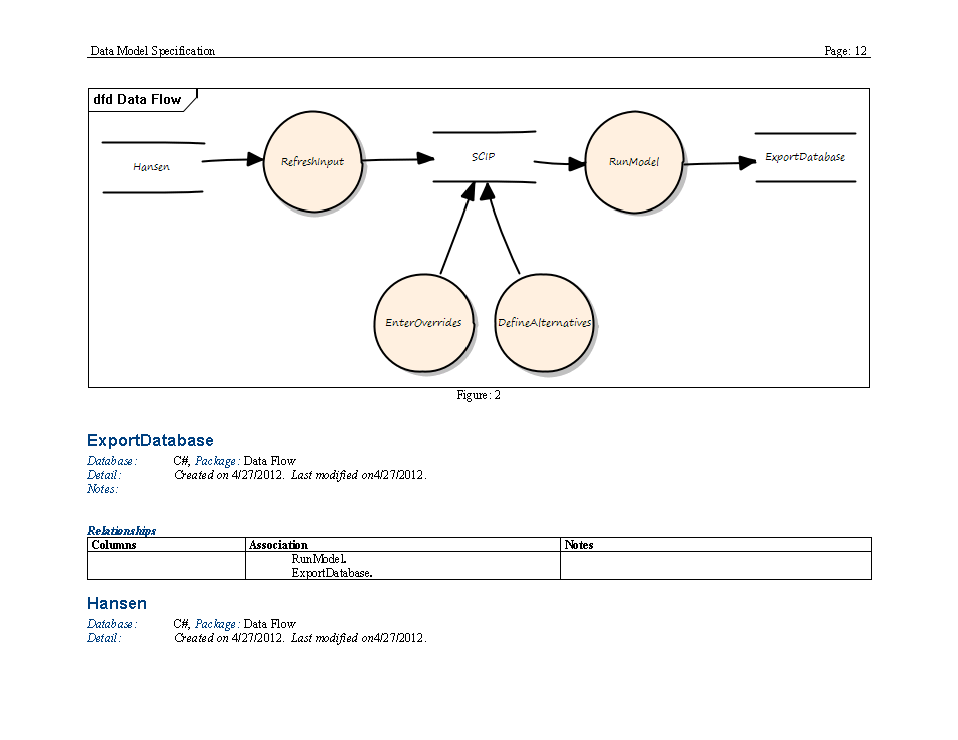 Data Model Specification Page: 12
dfd Data Flow
Hansen
RefreshInput
SCIP
RunModel
ExportDatabase
EnterOverrides
DefineAlternatives
Figure: 2
ExportDatabase
Database: C#, Package: Data Flow
Detail: Created on 4/27/2012. Last modified on4/27/2012.
Notes:
Relationships
Columns Association Notes
RunModel.
ExportDatabase.
Hansen
Database: C#, Package: Data Flow
Detail: Created on 4/27/2012. Last modified on4/27/2012.